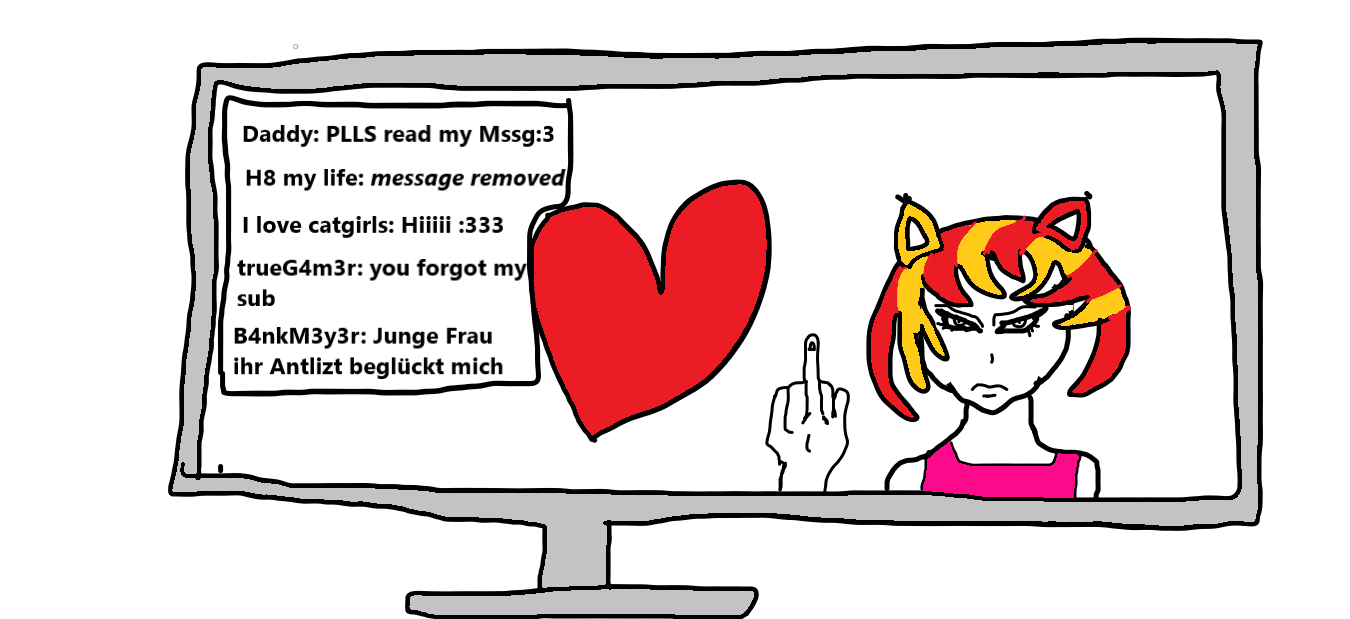 Daddy: PLLS read my Mssg:3
H8 my life: message removed
I love catgirls: Hiiiii :333
trueG4m3r: you forgot my
sub
B4nkM3y3r: Junge Frau
ihr Antlizt beglückt mich